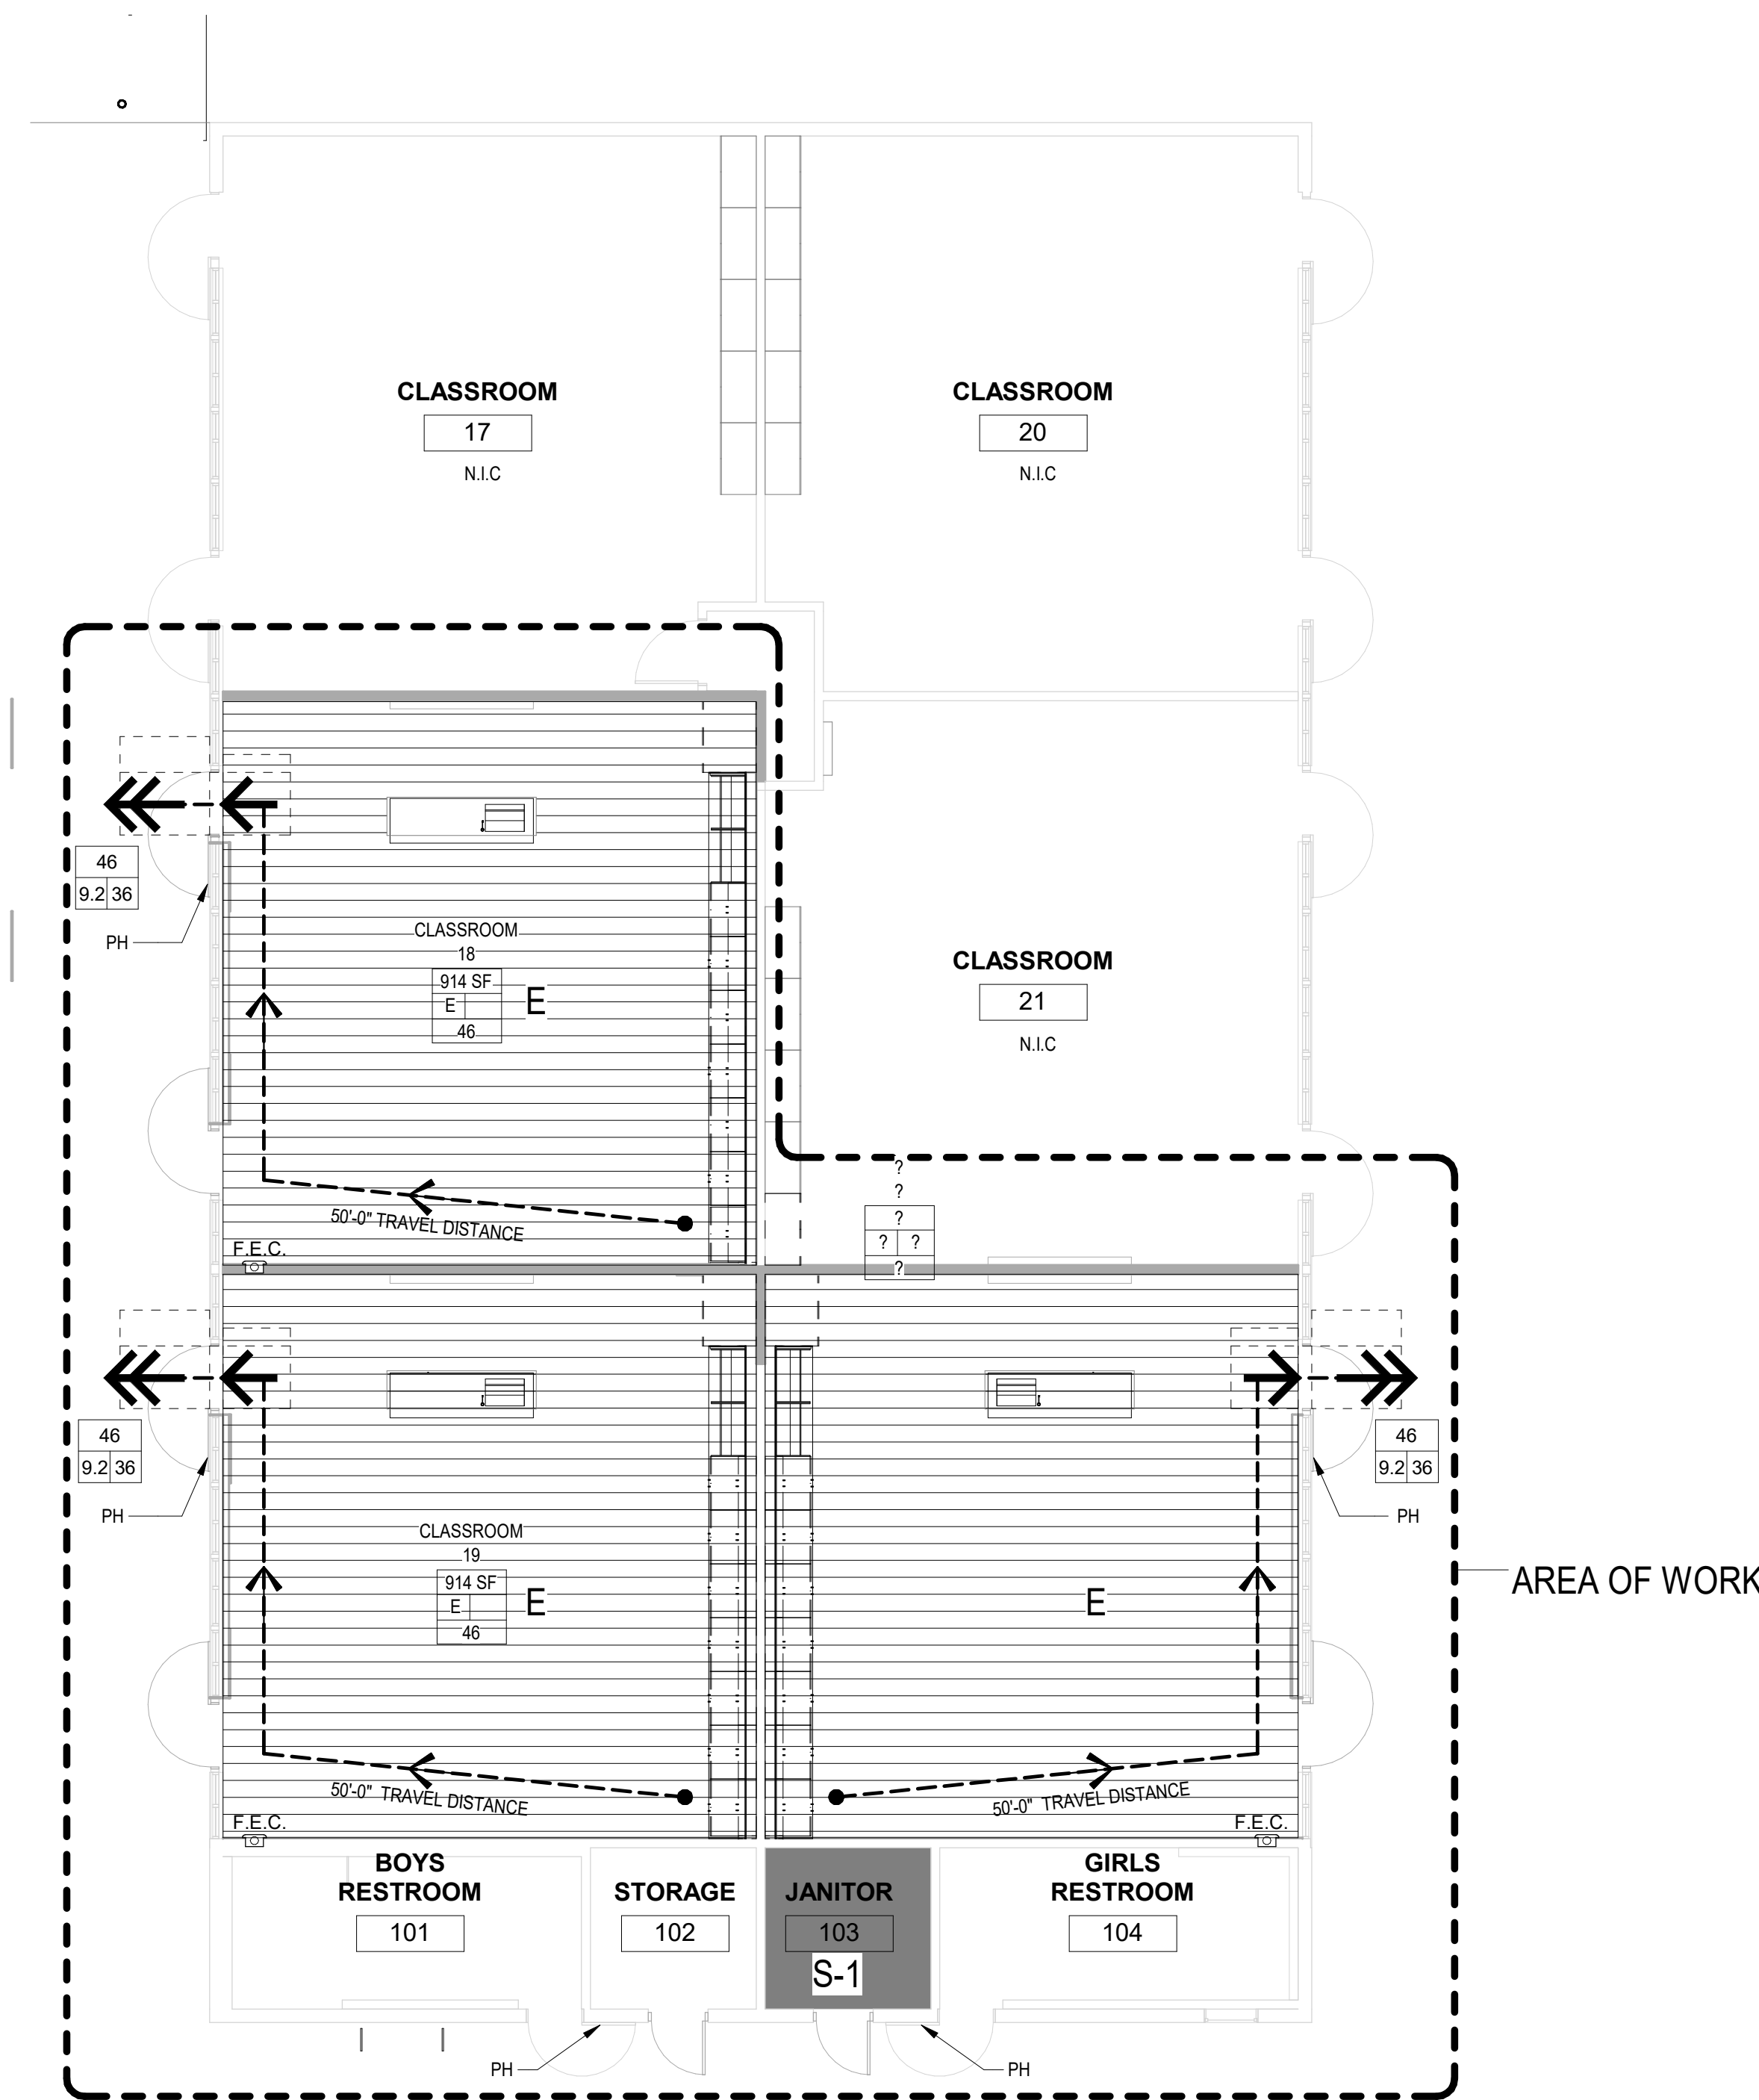 CLASSROOM
17
N.I.C
CLASSROOM
20
N.I.C
46
9.2 36
PH
CLASSROOM
18
914 SF
E
46
E
50'-0" TRAVEL DISTANCE
F.E.C.
CLASSROOM
21
N.I.C
?
?
?
? ?
?
46
9.2 36
PH
CLASSROOM
19
914 SF
E
46
E
50'-0" TRAVEL DISTANCE
F.E.C.
46
9.2 36
PH
E
50'-0" TRAVEL DISTANCE
F.E.C.
AREA OF WORK
BOYS
RESTROOM
101
STORAGE
102
JANITOR
103
S-1
GIRLS
RESTROOM
104
PH
PH